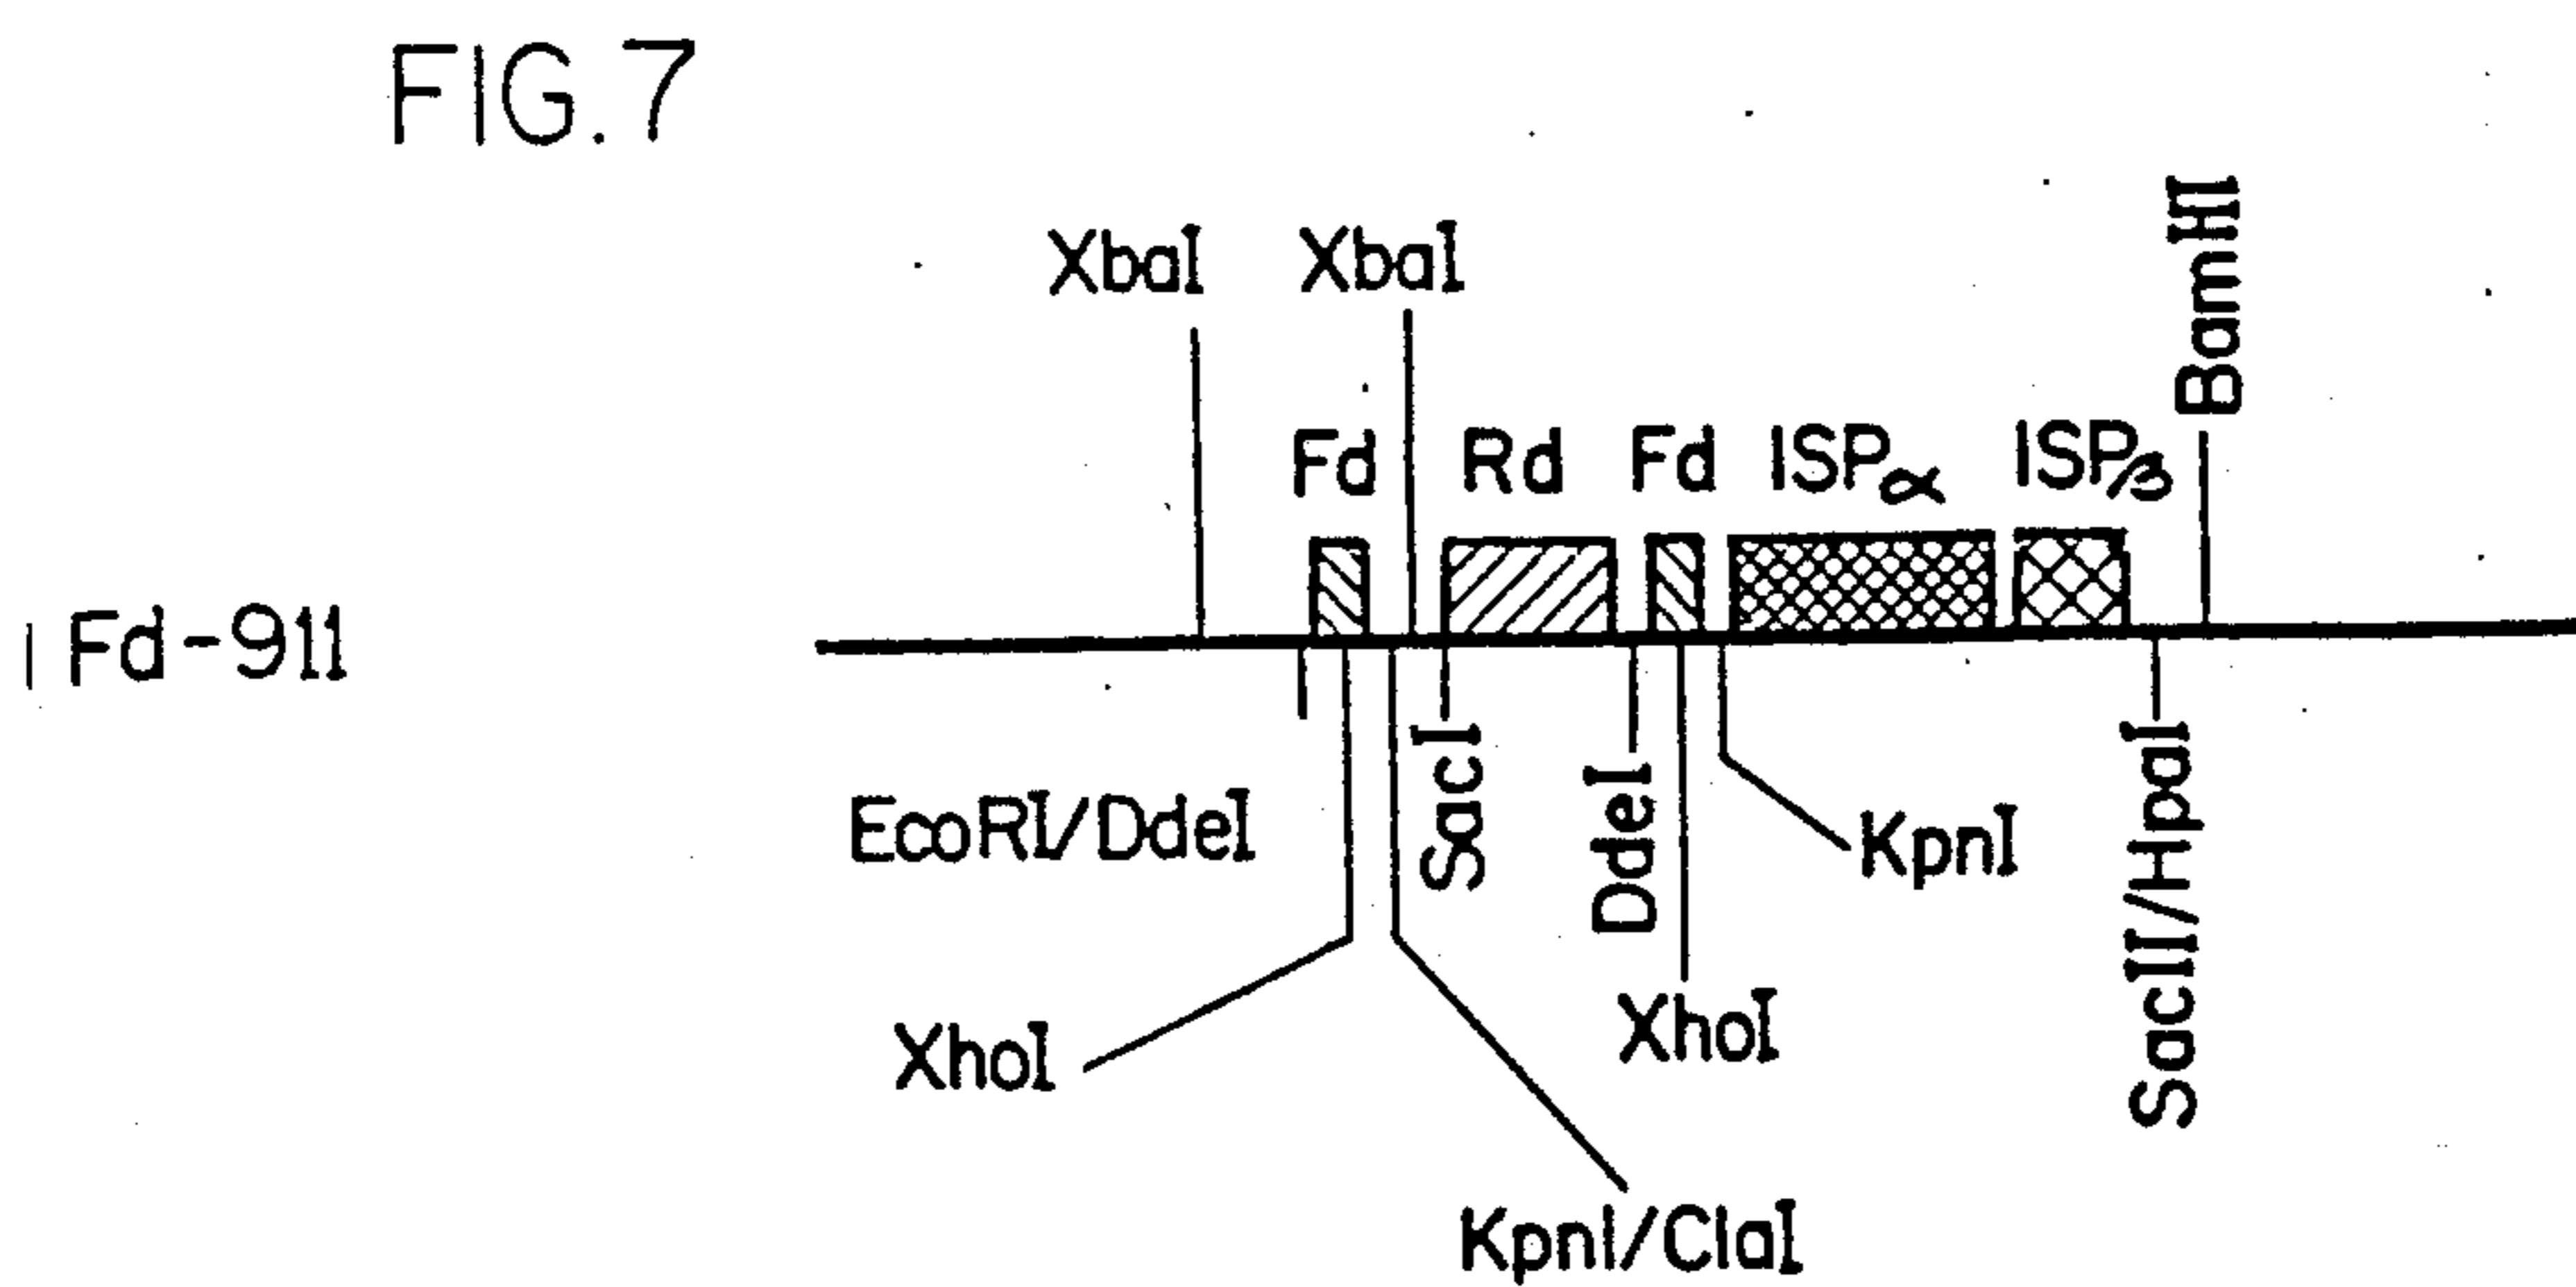 FIG.7
XbaI XbaI BamHI
Fd Rd Fd ISPα ISPβ
Fd-911
EcoRI/DdeI SacI DdeI KpnI SacII/HpaI
XhoI XhoI
KpnI/ClaI